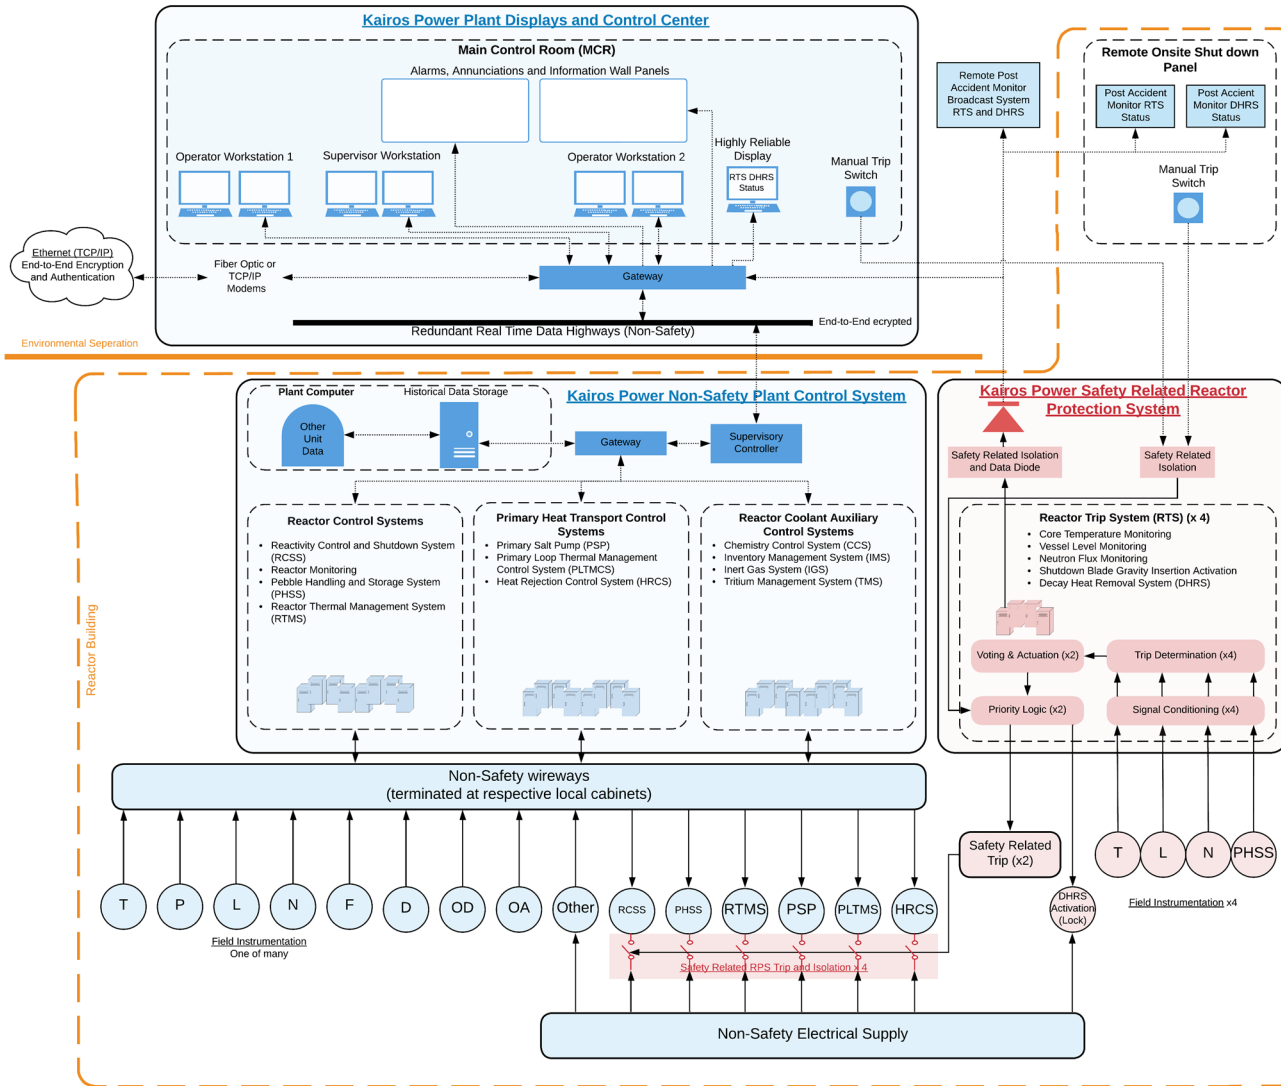 Kairos Power Plant Displays and Control Center
Main Control Room (MCR)
Alarms, Annunciations and Information Wall Panels
Operator Workstation 1
Supervisor Workstation
Operator Workstation 2
Highly Reliable
Display
RTS DHRS
Status
Manual Trip
Switch
Remote Post
Accident Monitor
Broadcast System
RTS and DHRS
Remote Onsite Shut down
Panel
Post Accident
Monitor RTS
Status
Post Accient
Monitor DHRS
Status
Manual Trip
Switch
Ethernet (TCP/IP)
End-to-End Encryption
and Authentication
Fiber Optic or
TCP/IP
Modems
Gateway
End-to-End ecrypted
Redundant Real Time Data Highways (Non-Safety)
Environmental Seperation
Reactor Building
Kairos Power Non-Safety Plant Control System
Plant Computer
Historical Data Storage
Other
Unit
Data
Gateway
Supervisory
Controller
Reactor Control Systems
• Reactivity Control and Shutdown System
(RCSS)
• Reactor Monitoring
• Pebble Handling and Storage System
(PHSS)
• Reactor Thermal Management System
(RTMS)
Primary Heat Transport Control
Systems
• Primary Salt Pump (PSP)
• Primary Loop Thermal Management
Control System (PLTMCS)
• Heat Rejection Control System (HRCS)
Reactor Coolant Auxiliary
Control Systems
• Chemistry Control System (CCS)
• Inventory Management System (IMS)
• Inert Gas System (IGS)
• Tritium Management System (TMS)
Kairos Power Safety Related Reactor
Protection System
Safety Related Isolation
and Data Diode
Safety Related
Isolation
Reactor Trip System (RTS) (x 4)
• Core Temperature Monitoring
• Vessel Level Monitoring
• Neutron Flux Monitoring
• Shutdown Blade Gravity Insertion Activation
• Decay Heat Removal System (DHRS)
Voting & Actuation (x2)
Trip Determination (x4)
Priority Logic (x2)
Signal Conditioning (x4)
Non-Safety wireways
(terminated at respective local cabinets)
Safety Related
Trip (x2)
T
L
N
PHSS
Field Instrumentation x4
DHRS
Activation
(Lock)
T
P
L
N
F
D
OD
OA
Other
RCSS
PHSS
RTMS
PSP
PLTMS
HRCS
Field Instrumentation
One of many
Safety Related RPS Trip and Isolation x 4
Non-Safety Electrical Supply